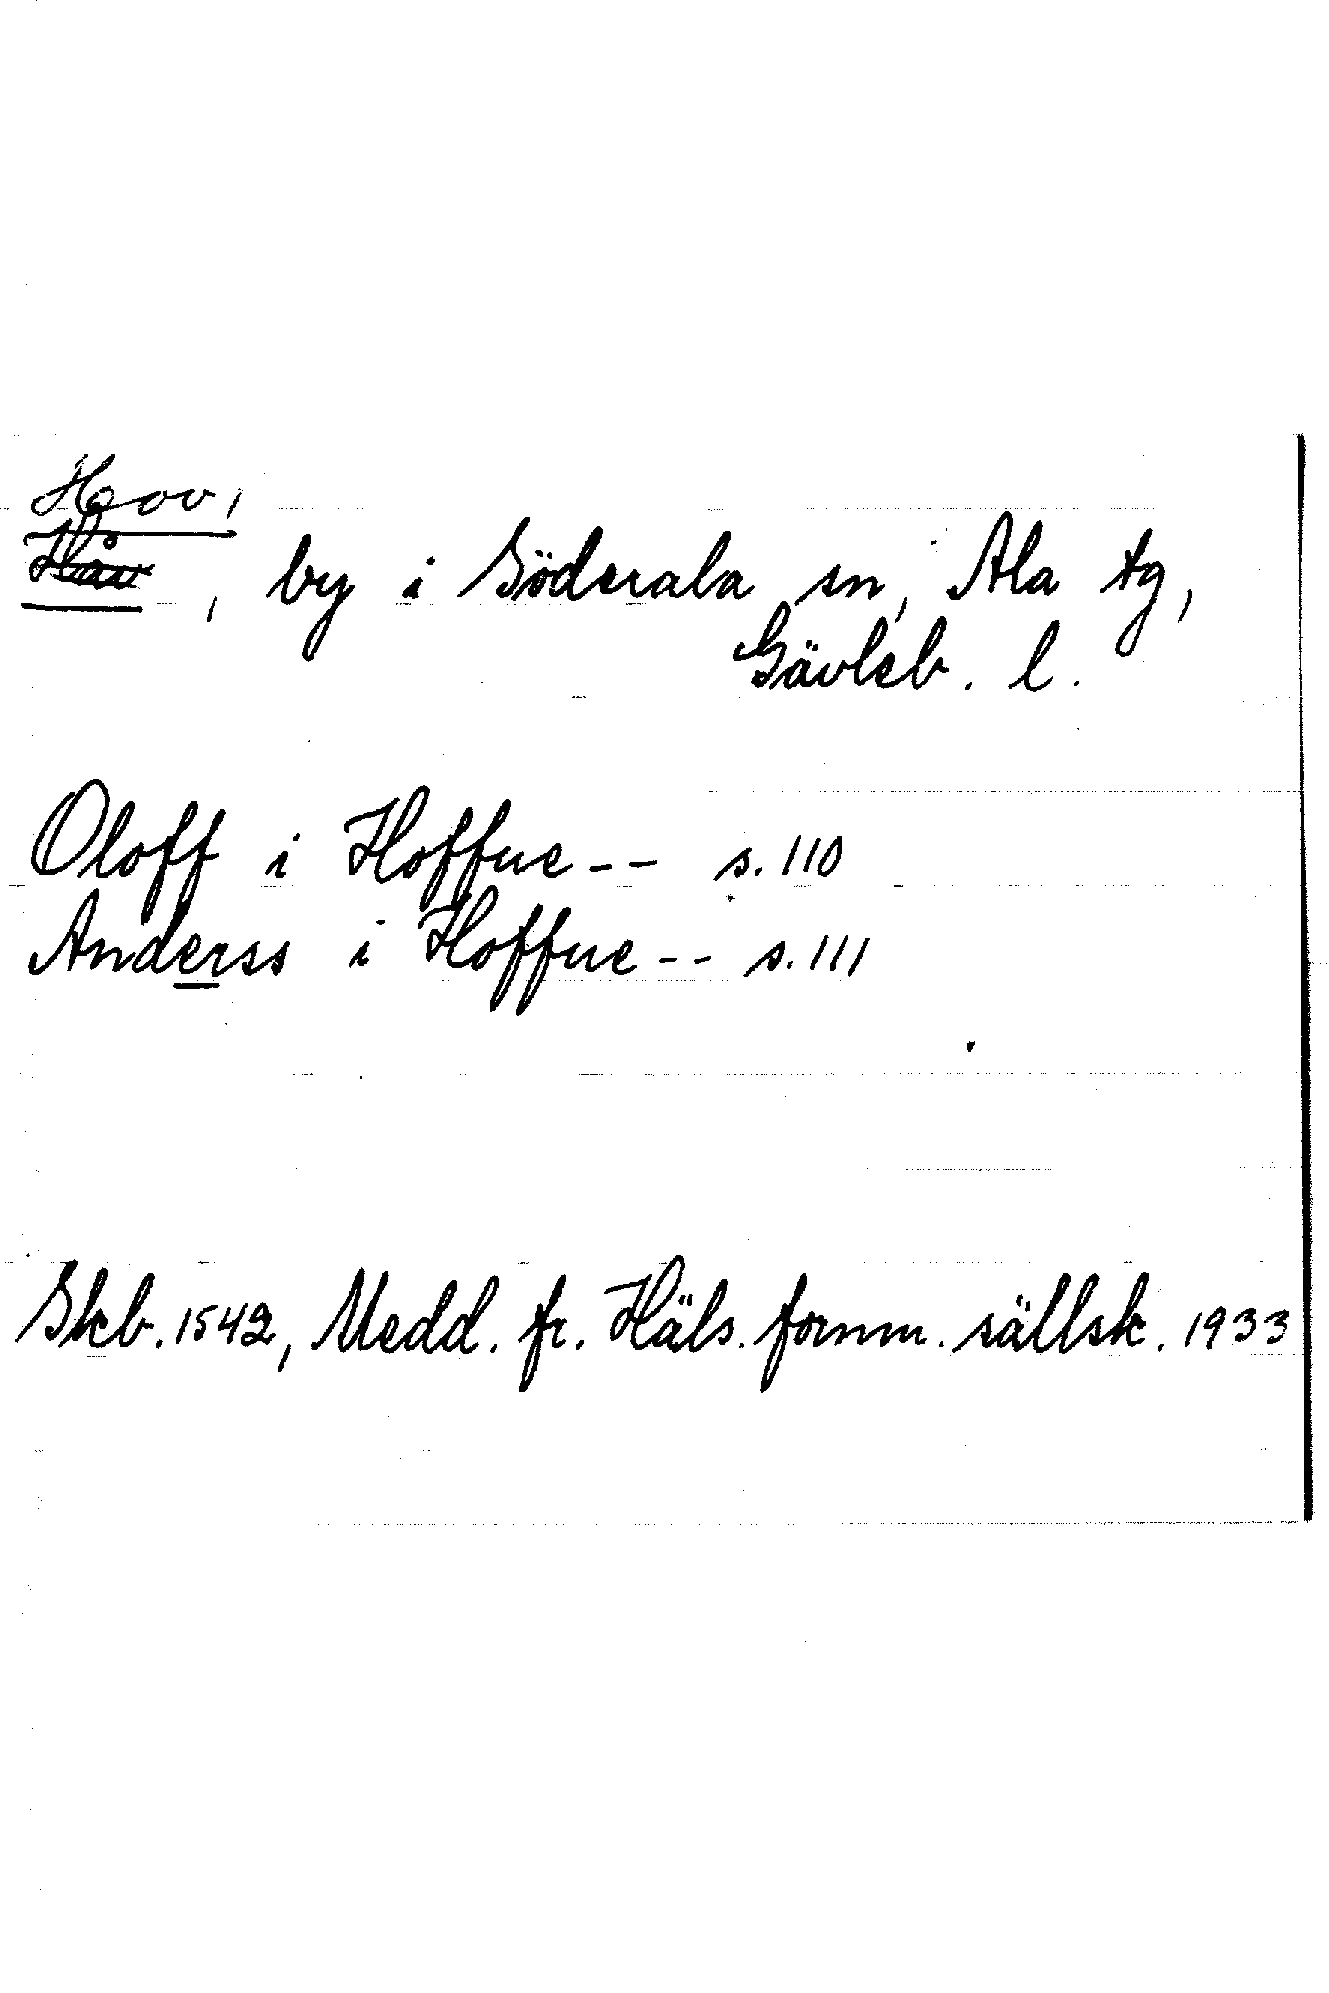 Hov,
Håv, by i Söderala sn, Ala tg,
Gävleb. l.
Oloff i Hoffue -- s. 110
Anderss i Hoffue -- s. 111
Skb. 1542, Medd. fr. Häls. fornm. sällsk. 1933